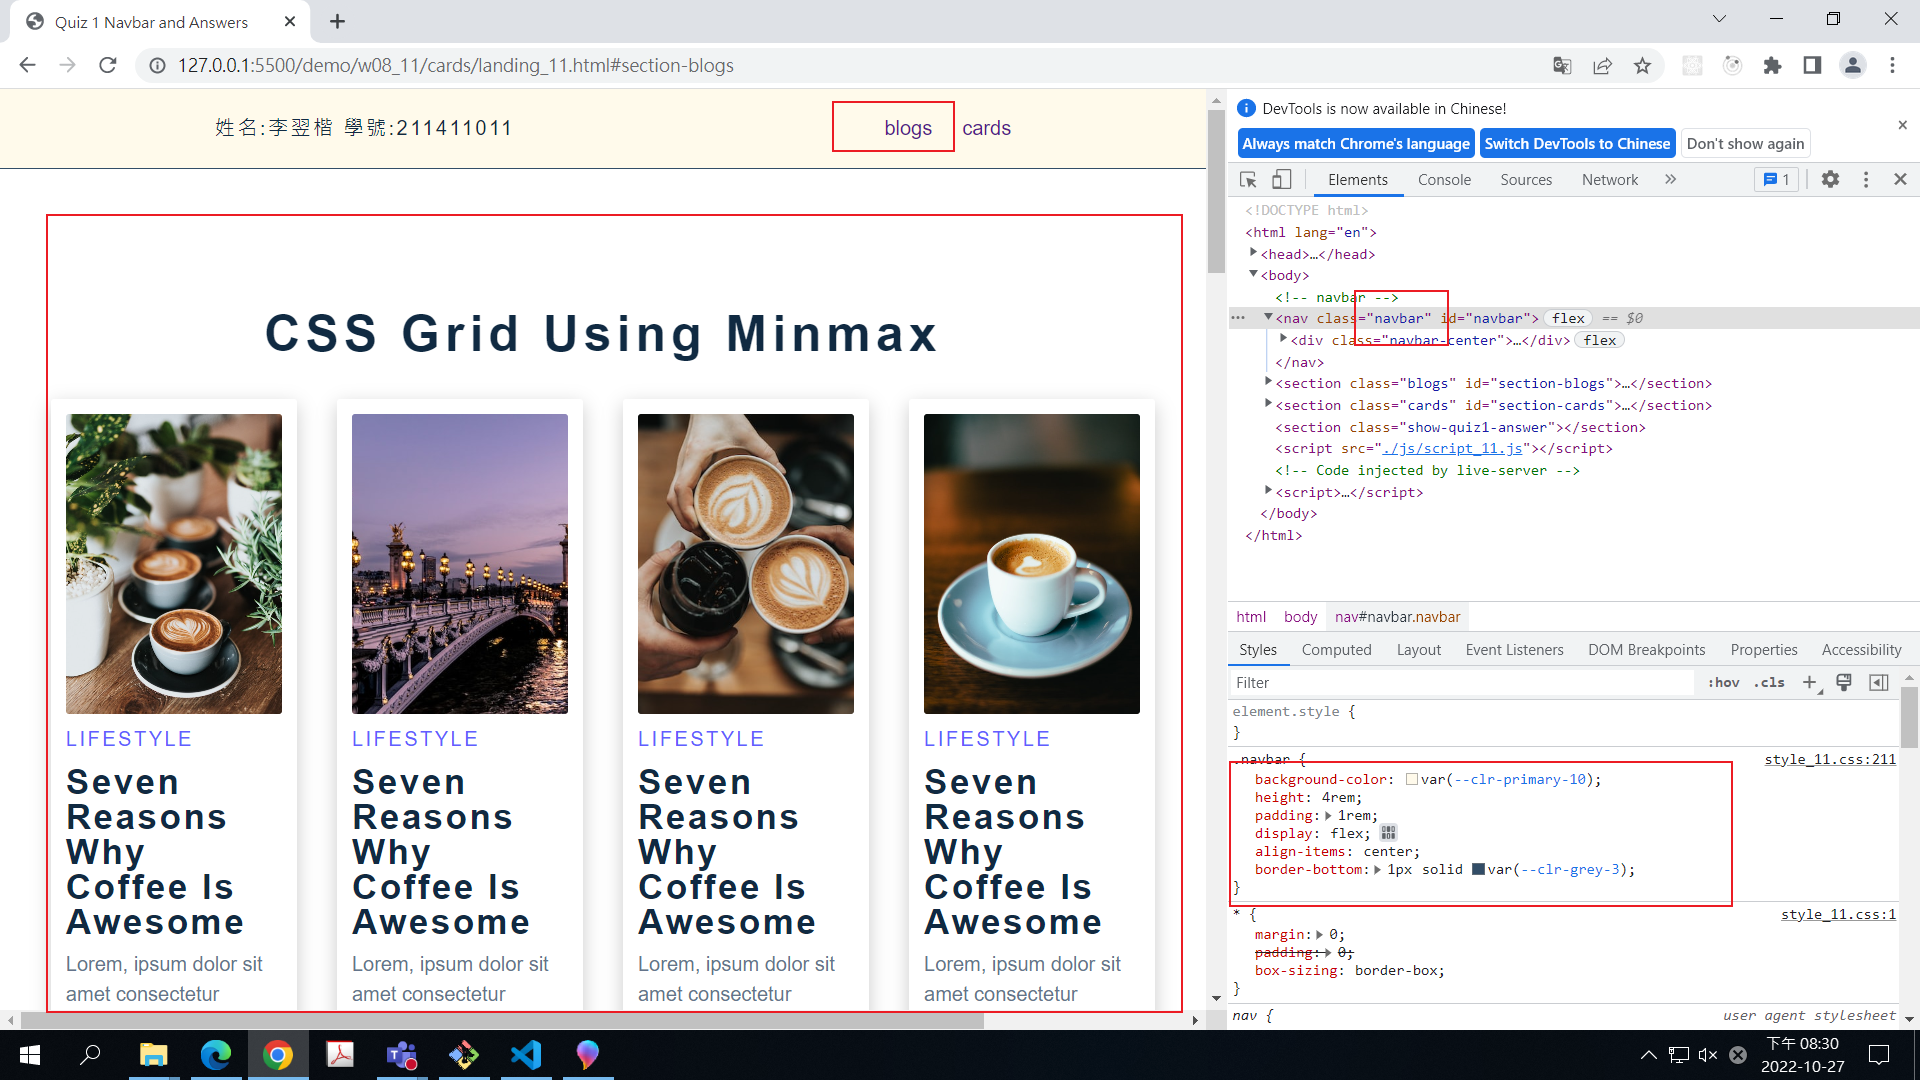 Quiz 1 Navbar and Answers
127.0.0.1:5500/demo/w08_11/cards/landing_11.html#section-blogs
姓名:李翌楷 學號:211411011
blogs cards
CSS Grid Using Minmax
LIFESTYLE
Seven
Reasons
Why
Coffee Is
Awesome
Lorem, ipsum dolor sit
amet consectetur
LIFESTYLE
Seven
Reasons
Why
Coffee Is
Awesome
Lorem, ipsum dolor sit
amet consectetur
LIFESTYLE
Seven
Reasons
Why
Coffee Is
Awesome
Lorem, ipsum dolor sit
amet consectetur
LIFESTYLE
Seven
Reasons
Why
Coffee Is
Awesome
Lorem, ipsum dolor sit
amet consectetur
DevTools is now available in Chinese!
Always match Chrome's language Switch DevTools to Chinese Don't show again
Elements Console Sources Network 1
<!DOCTYPE html>
<html lang="en">
<head>…</head>
<body>
<!-- navbar -->
<nav class="navbar" id="navbar"> flex == $0
<div class="navbar-center">…</div> flex
</nav>
<section class="blogs" id="section-blogs">…</section>
<section class="cards" id="section-cards">…</section>
<section class="show-quiz1-answer"></section>
<script src="./js/script_11.js"></script>
<!-- Code injected by live-server -->
<script>…</script>
</body>
</html>
html body nav#navbar.navbar
Styles Computed Layout Event Listeners DOM Breakpoints Properties Accessibility
Filter :hov .cls
element.style {
}
.navbar { style_11.css:211
background-color: var(--clr-primary-10);
height: 4rem;
padding: 1rem;
display: flex;
align-items: center;
border-bottom: 1px solid var(--clr-grey-3);
}
* { style_11.css:1
margin: 0;
padding: 0;
box-sizing: border-box;
}
nav { user agent stylesheet
下午 08:30
2022-10-27